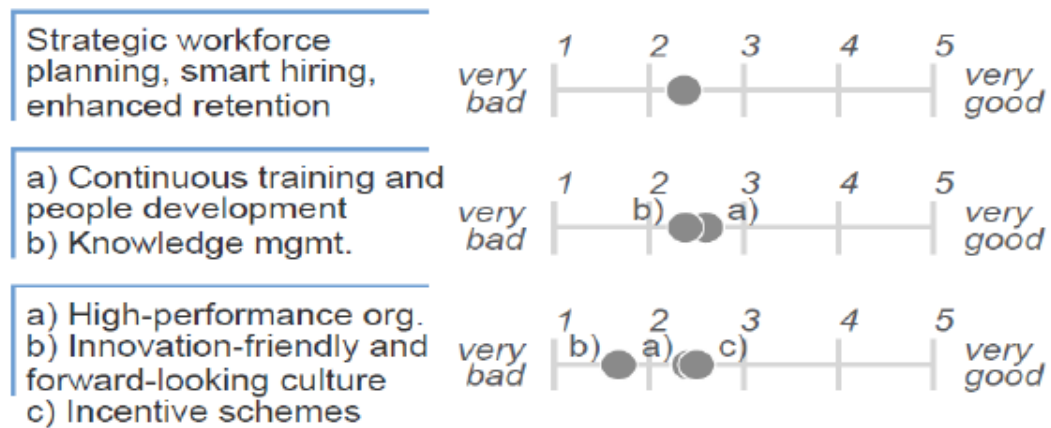 Strategic workforce
planning, smart hiring,
enhanced retention
very
bad
1 2 3 4 5
very
good
a) Continuous training and
people development
b) Knowledge mgmt.
very
bad
1 2 3 4 5
b) a)
very
good
a) High-performance org.
b) Innovation-friendly and
forward-looking culture
c) Incentive schemes
very
bad
1 2 3 4 5
b) a) c)
very
good